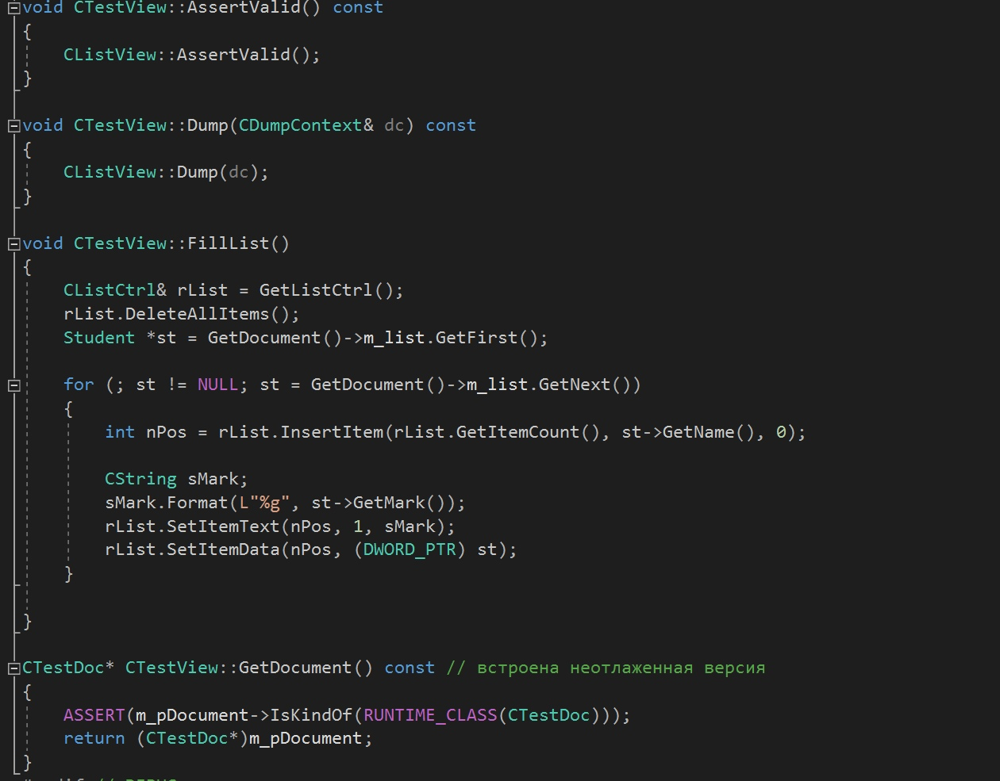 void CTestView::AssertValid() const
{
    CListView::AssertValid();
}
void CTestView::Dump(CDumpContext& dc) const
{
    CListView::Dump(dc);
}
void CTestView::FillList()
{
    CListCtrl& rList = GetListCtrl();
    rList.DeleteAllItems();
    Student *st = GetDocument()->m_list.GetFirst();
    for (; st != NULL; st = GetDocument()->m_list.GetNext())
    {
        int nPos = rList.InsertItem(rList.GetItemCount(), st->GetName(), 0);
        CString sMark;
        sMark.Format(L"%g", st->GetMark());
        rList.SetItemText(nPos, 1, sMark);
        rList.SetItemData(nPos, (DWORD_PTR) st);
    }
}
CTestDoc* CTestView::GetDocument() const // встроена неотлаженная версия
{
    ASSERT(m_pDocument->IsKindOf(RUNTIME_CLASS(CTestDoc)));
    return (CTestDoc*)m_pDocument;
}